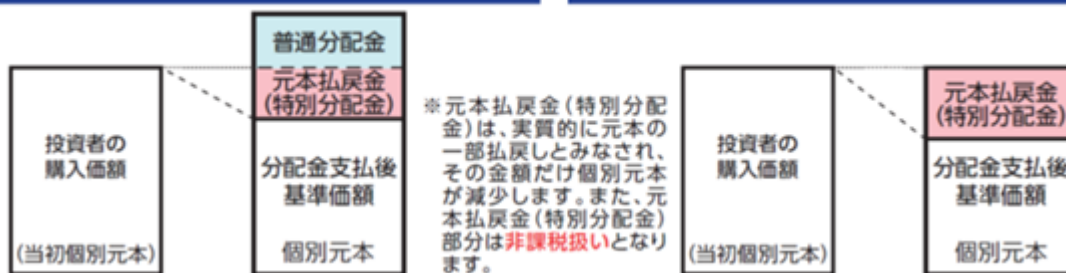 普通分配金
元本払戻金
(特別分配金)
投資者の
購入価額
(当初個別元本)
分配金支払後
基準価額
個別元本
※元本払戻金(特別分配
金)は、実質的に元本の
一部払戻しとみなされ、
その金額だけ個別元本
が減少します。また、元
本払戻金(特別分配金)
部分は非課税扱いとなり
ます。
投資者の
購入価額
(当初個別元本)
元本払戻金
(特別分配金)
分配金支払後
基準価額
個別元本